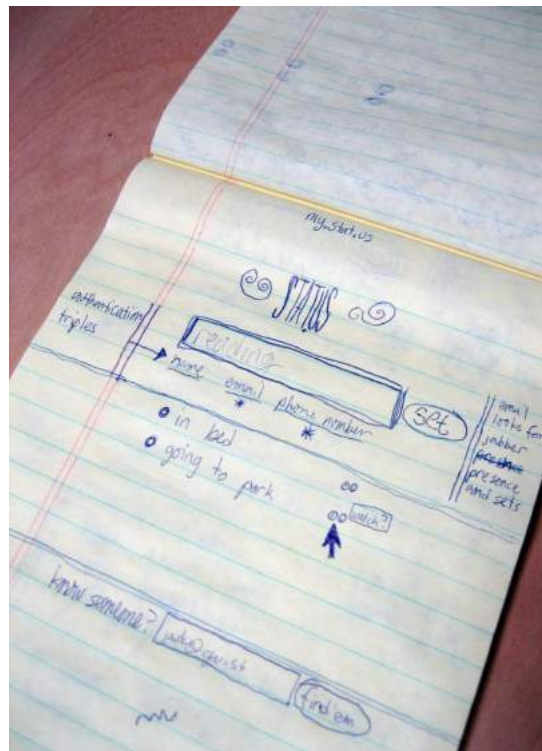 my.stat.us
STATUS
authentication
triples
reading
name email phone number
set
email
looks for
jabber
presence
and sets
in bed
going to park
watch?
know someone?
find 'em